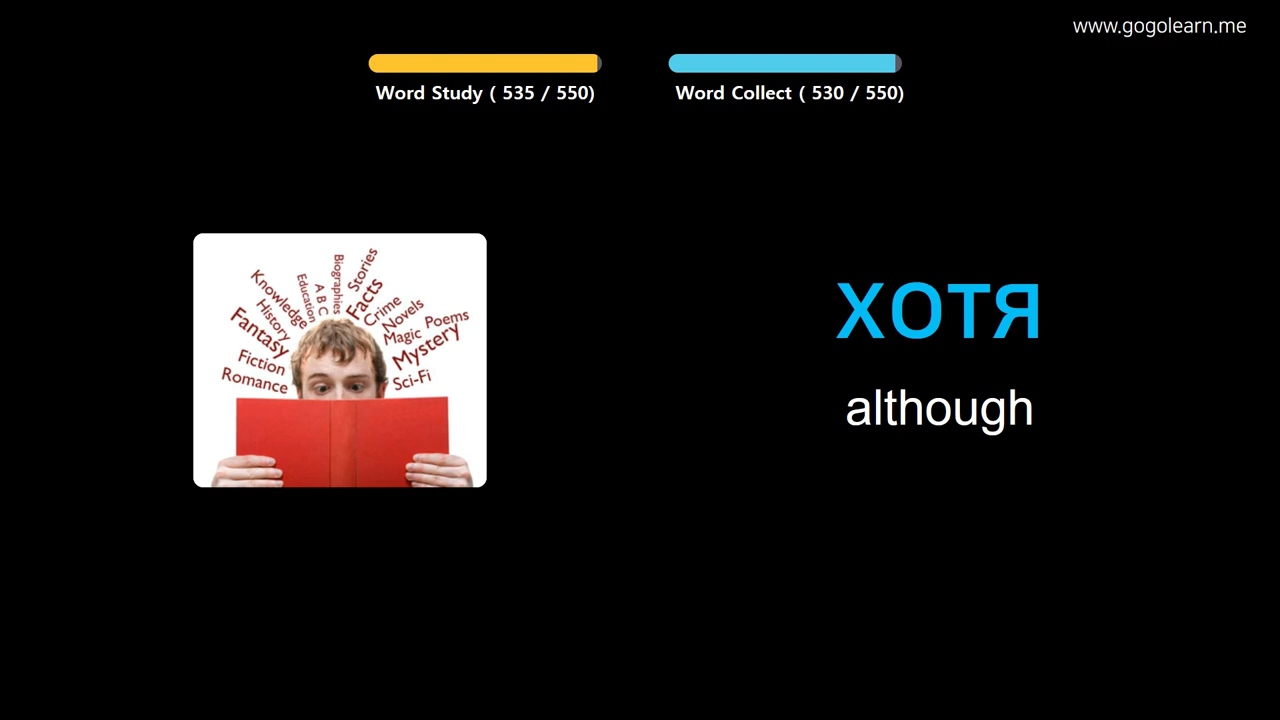 www.gogolearn.me
Word Study ( 535 / 550)
Word Collect ( 530 / 550)
Knowledge
History
Fantasy
Fiction
Romance
Education
A B C
Biographies
Stories
Facts
Crime
Novels
Magic
Poems
Mystery
Sci-Fi
хотя
although